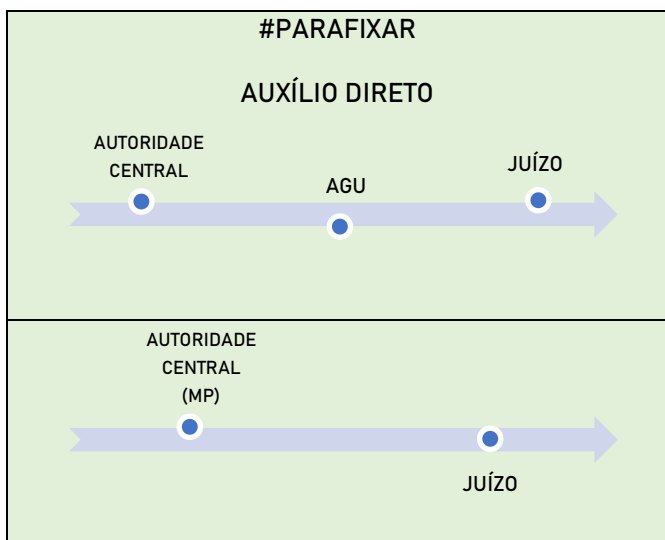 #PARAFIXAR
AUXÍLIO DIRETO
AUTORIDADE
CENTRAL
AGU
JUÍZO
AUTORIDADE
CENTRAL
(MP)
JUÍZO